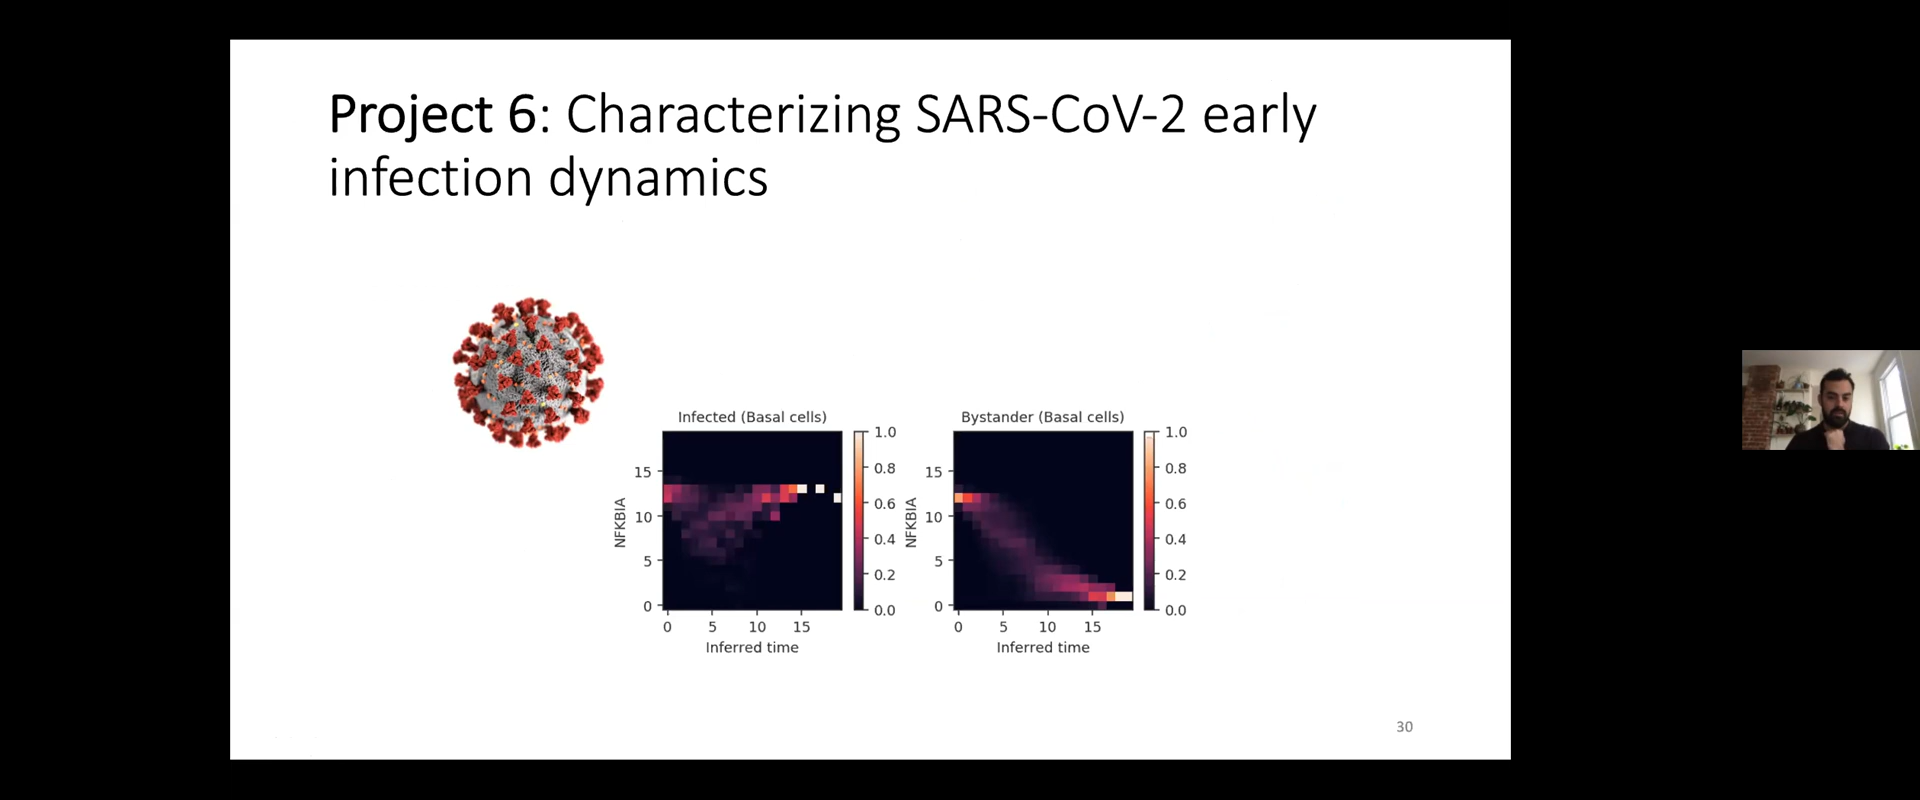 Project 6: Characterizing SARS-CoV-2 early
infection dynamics
Infected (Basal cells)
NFKBIA
15
10
5
0
0 5 10 15
Inferred time
1.0
0.8
0.6
0.4
0.2
0.0
Bystander (Basal cells)
NFKBIA
15
10
5
0
0 5 10 15
Inferred time
1.0
0.8
0.6
0.4
0.2
0.0
30